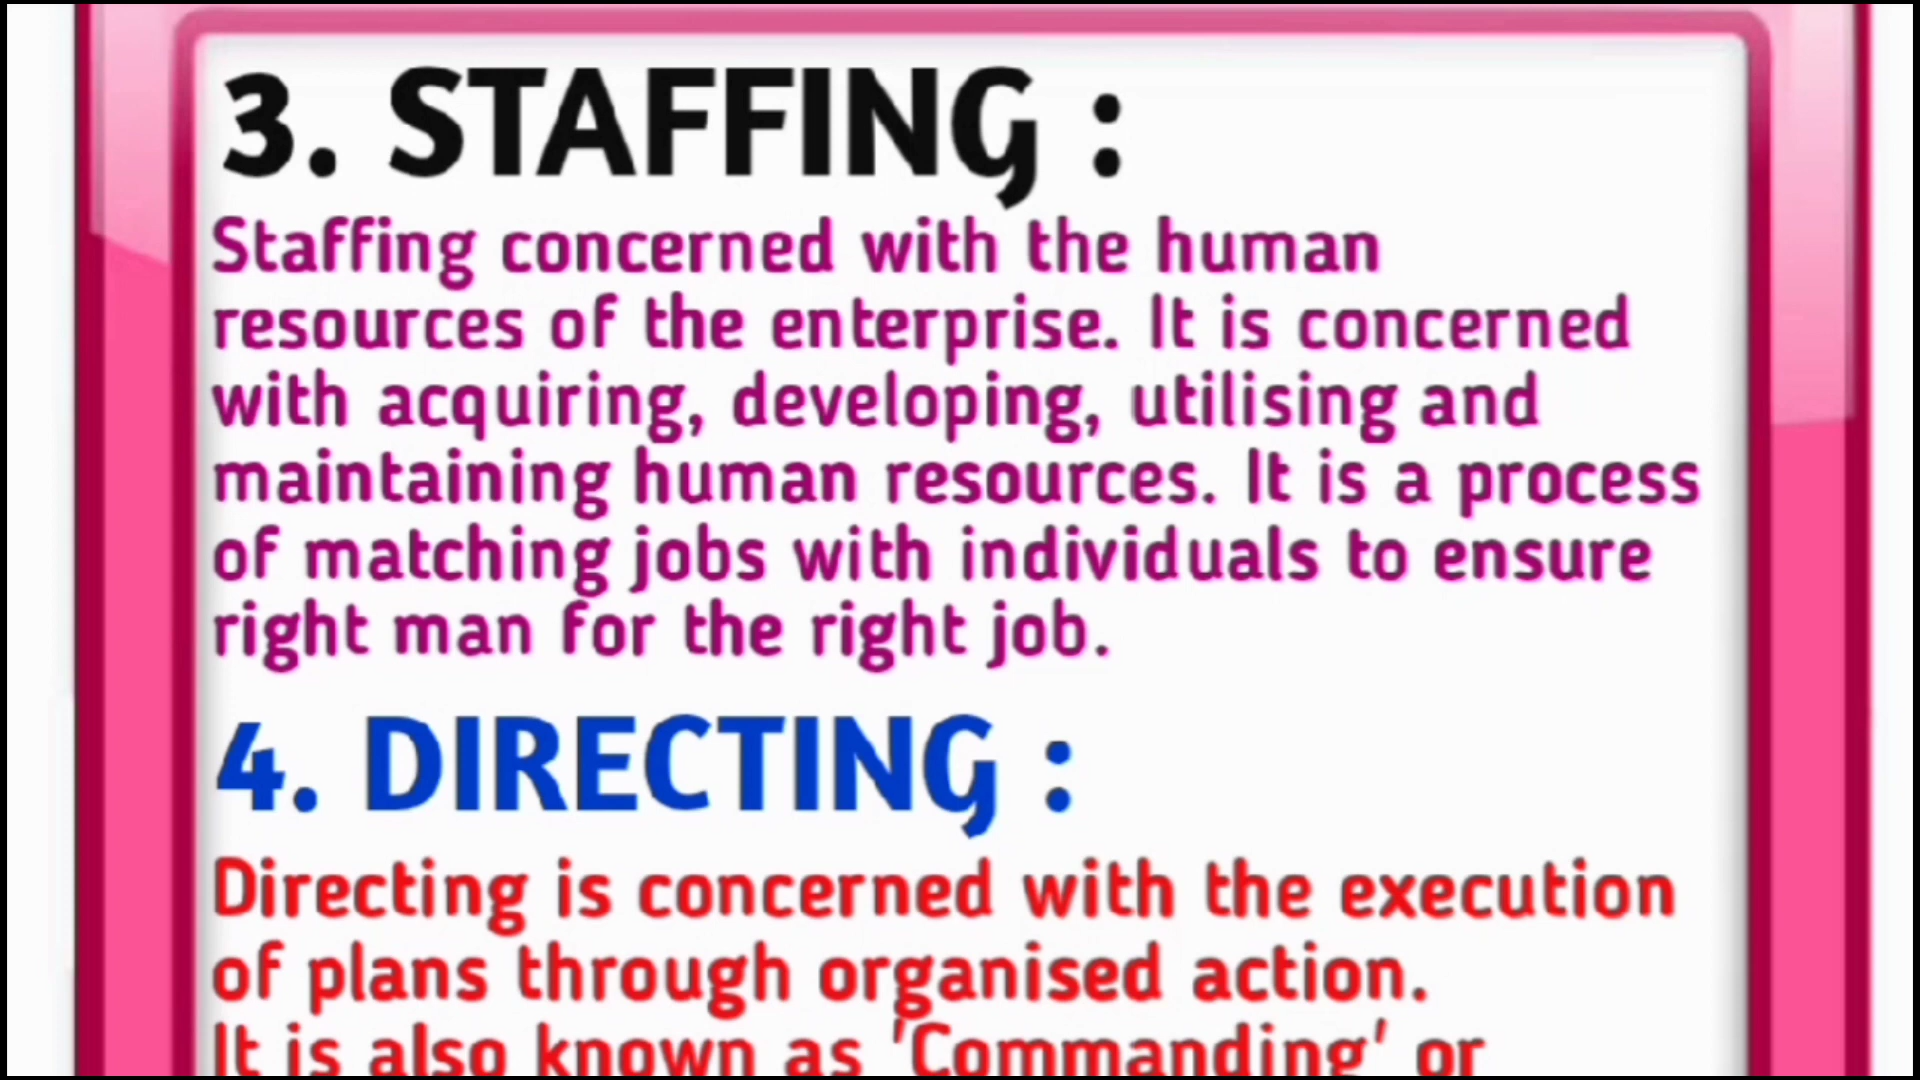 3. STAFFING :
Staffing concerned with the human
resources of the enterprise. It is concerned
with acquiring, developing, utilising and
maintaining human resources. It is a process
of matching jobs with individuals to ensure
right man for the right job.
4. DIRECTING :
Directing is concerned with the execution
of plans through organised action.
It is also known as 'Commanding' or